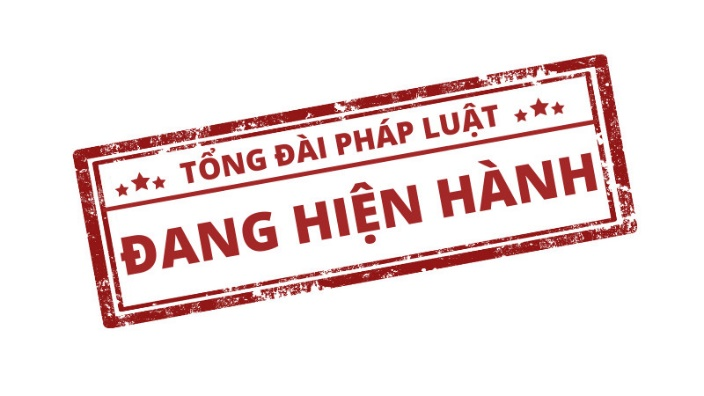 TỔNG ĐÀI PHÁP LUẬT
ĐANG HIỆN HÀNH